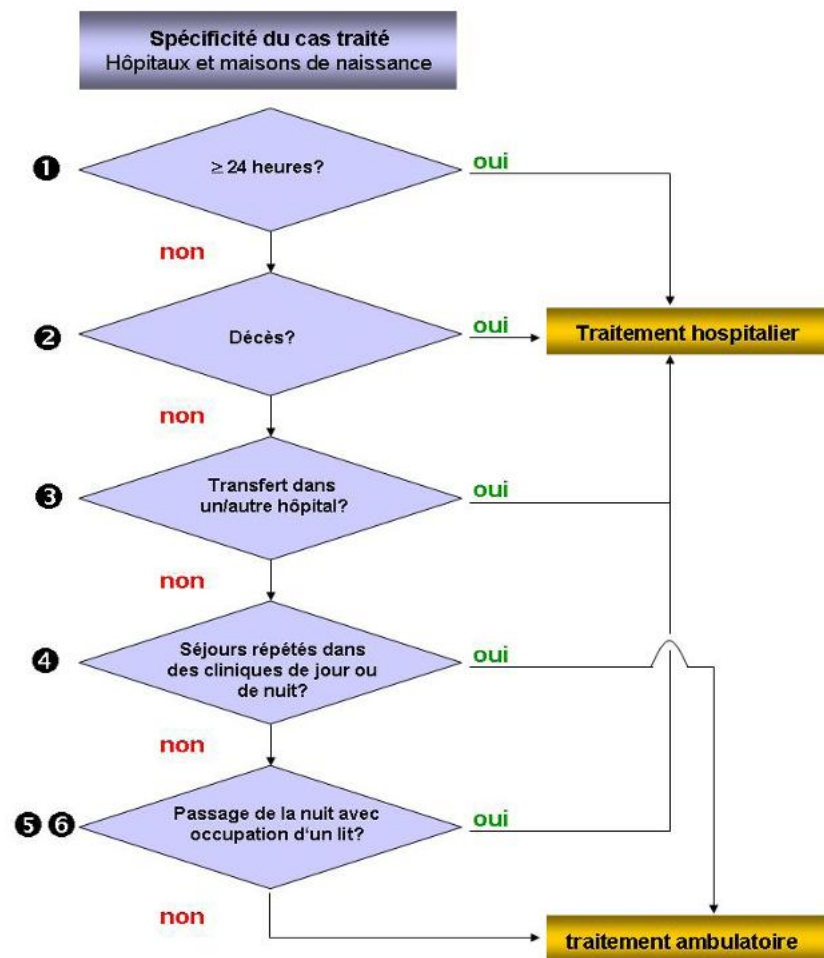 Spécificité du cas traité
Hôpitaux et maisons de naissance
❶
≥ 24 heures?
oui
non
❷
Décès?
oui
Traitement hospitalier
non
❸
Transfert dans
un/autre hôpital?
oui
non
❹
Séjours répétés dans
des cliniques de jour ou
de nuit?
oui
non
❺ ❻
Passage de la nuit avec
occupation d‘un lit?
oui
non
traitement ambulatoire